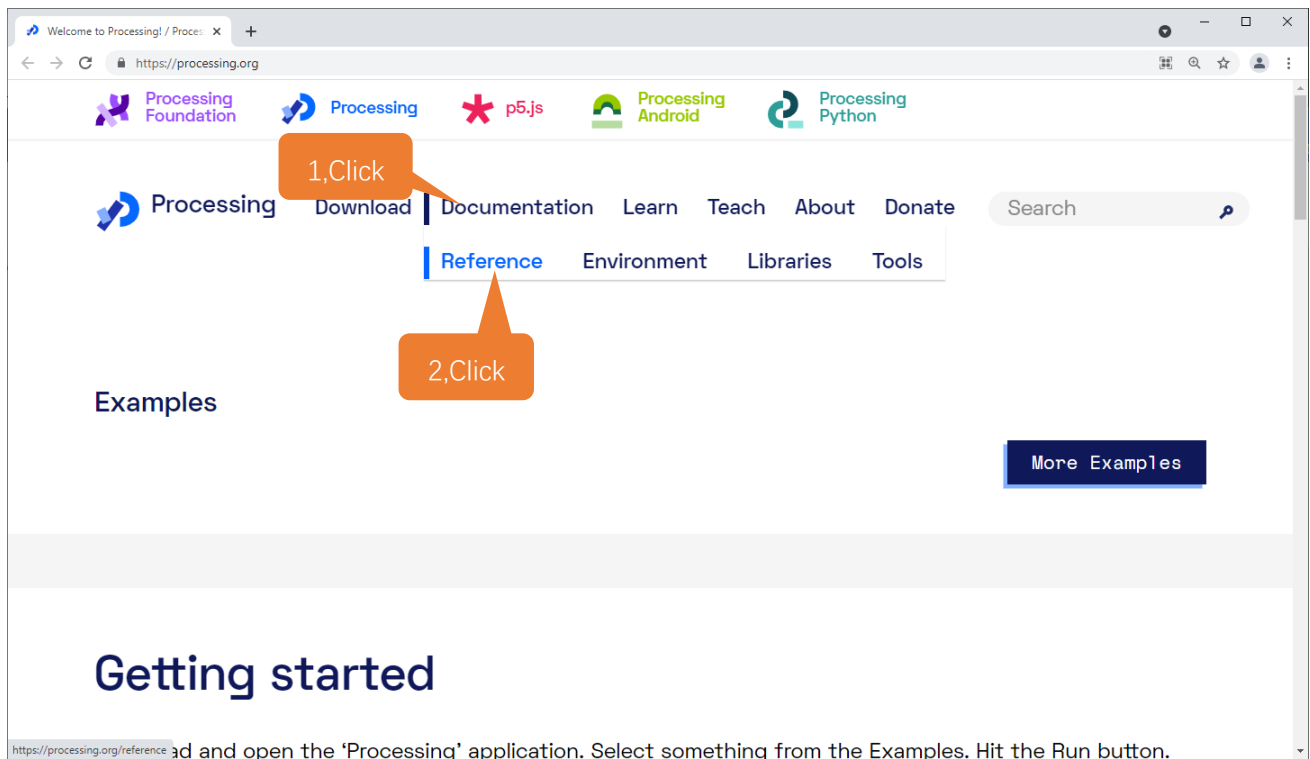 Welcome to Processing! / Proces
https://processing.org
Processing Foundation
Processing
p5.js
Processing Android
Processing Python
1,Click
Processing
Download
Documentation
Learn
Teach
About
Donate
Search
Reference
Environment
Libraries
Tools
2,Click
Examples
More Examples
Getting started
https://processing.org/reference
ad and open the ‘Processing’ application. Select something from the Examples. Hit the Run button.